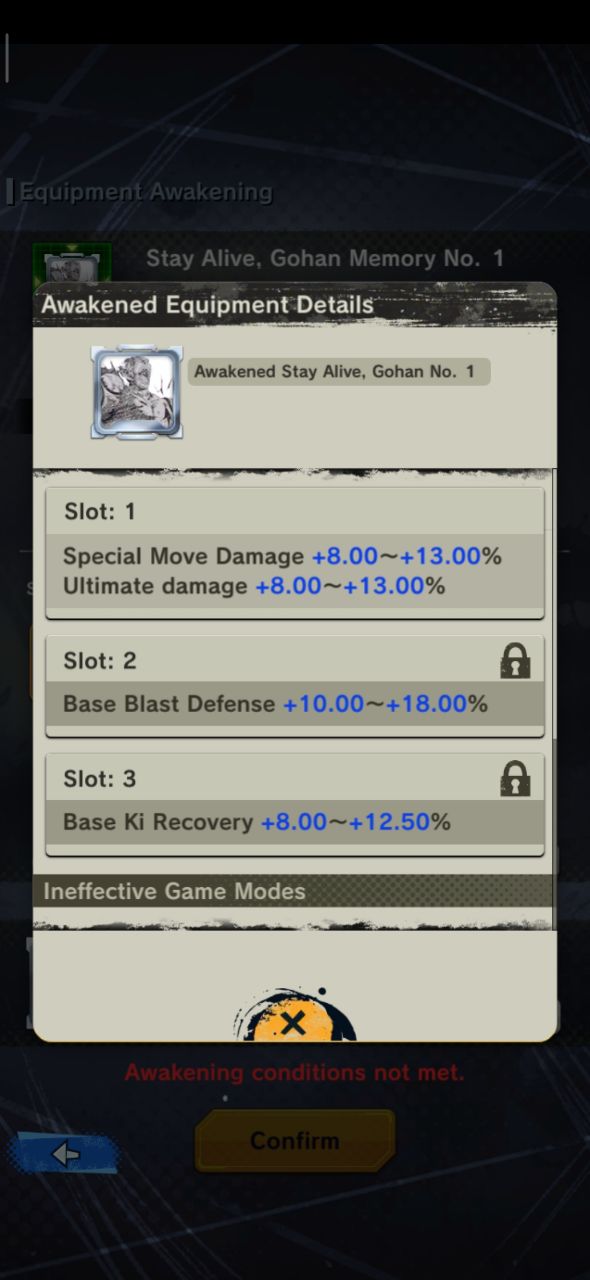 Equipment Awakening
Stay Alive, Gohan Memory No. 1
Awakened Equipment Details
Awakened Stay Alive, Gohan No. 1
Slot: 1
Special Move Damage +8.00~+13.00%
Ultimate damage +8.00~+13.00%
Slot: 2
Base Blast Defense +10.00~+18.00%
Slot: 3
Base Ki Recovery +8.00~+12.50%
Ineffective Game Modes
Awakening conditions not met.
Confirm